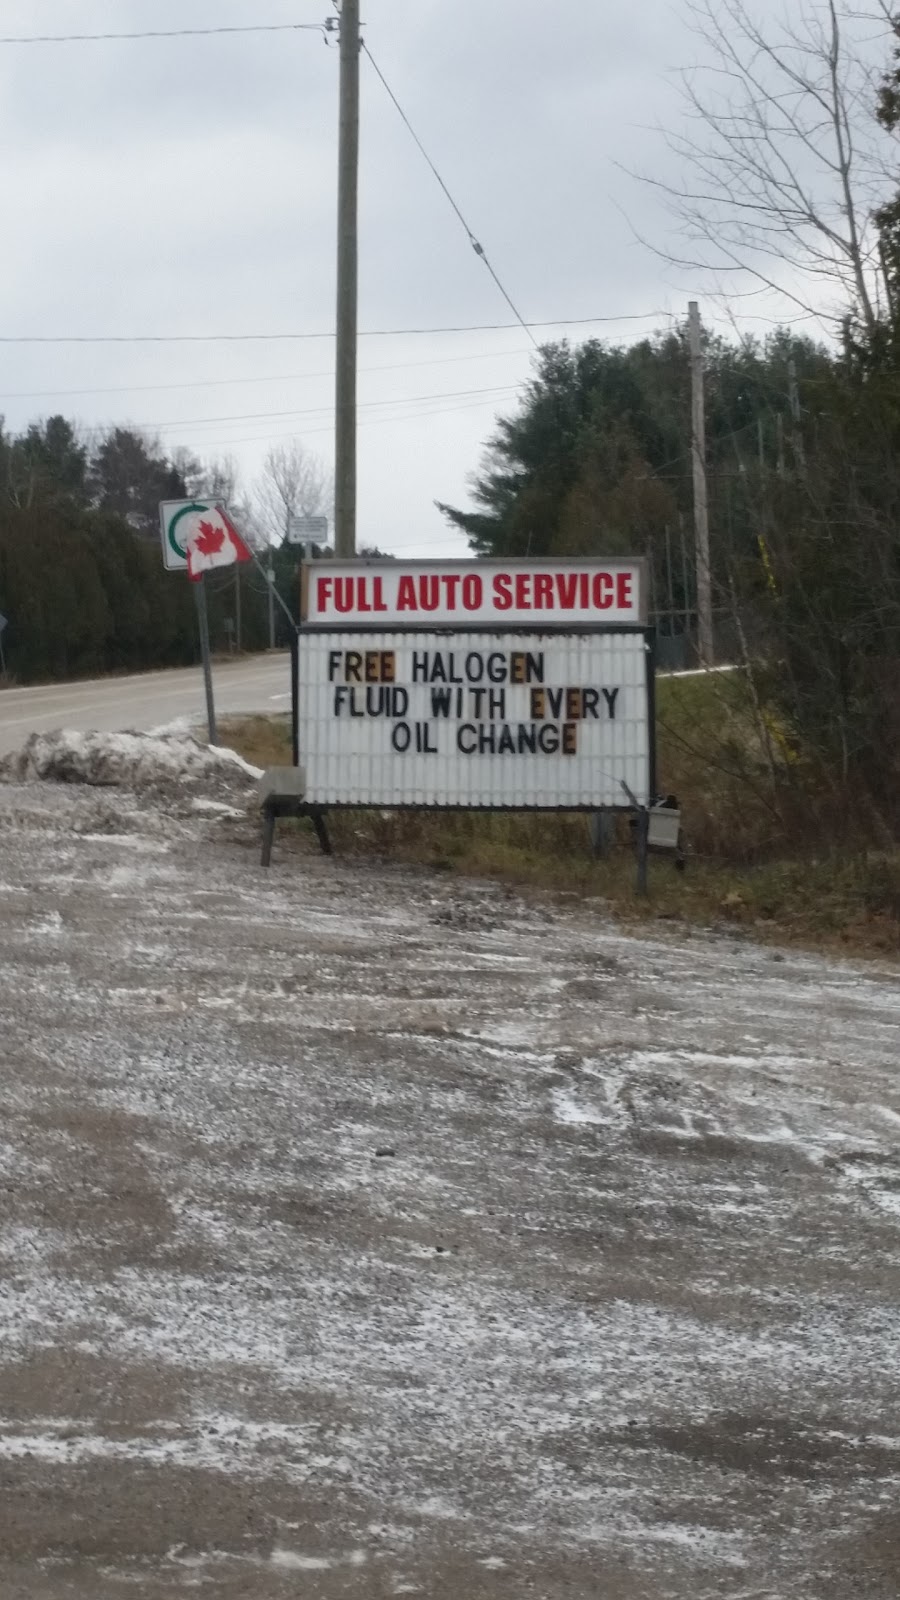 FULL AUTO SERVICE
FREE HALOGEN
FLUID WITH EVERY
OIL CHANGE